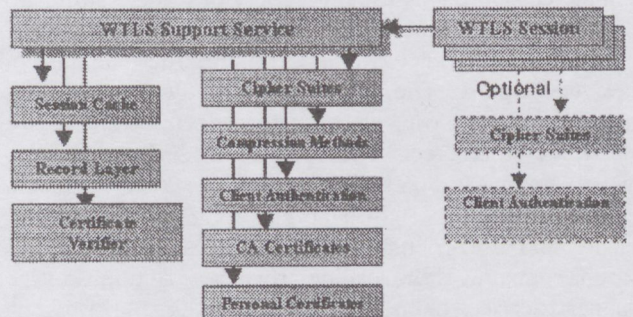 WTLS Support Service
WTLS Session
Optional
Session Cache
Cipher Suites
Cipher Suites
Record Layer
Compression Methods
Client Authentication
Client Authentication
Certificate
Verifier
CA Certificates
Personal Certificates